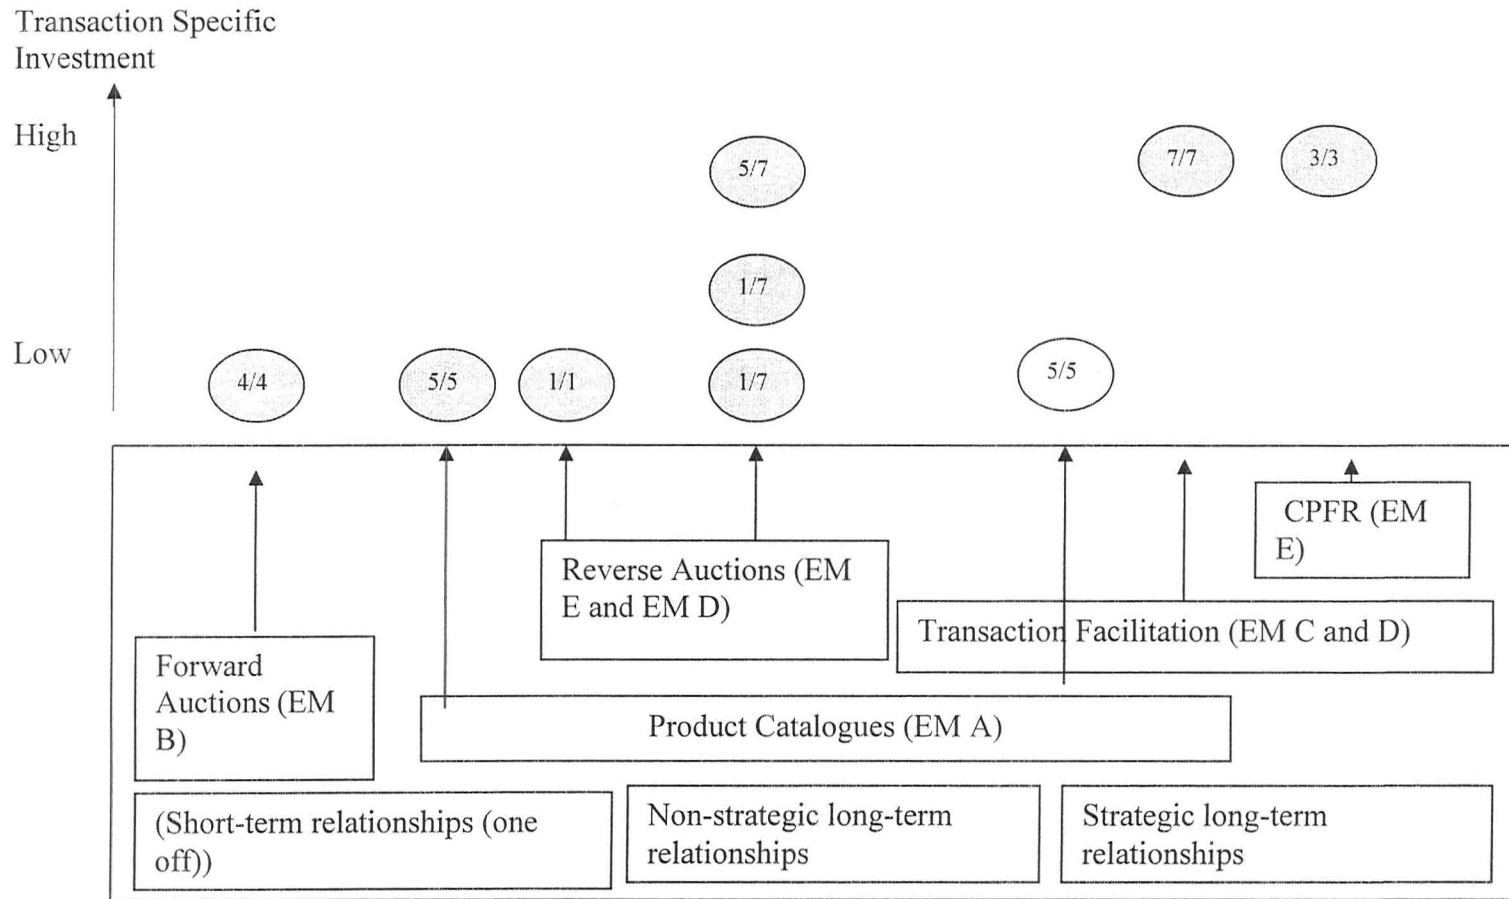 Transaction Specific
Investment
High
5/7
7/7
3/3
1/7
Low
4/4
5/5
1/1
1/7
5/5
CPFR (EM
E)
Reverse Auctions (EM
E and EM D)
Transaction Facilitation (EM C and D)
Forward
Auctions (EM
B)
Product Catalogues (EM A)
(Short-term relationships (one
off))
Non-strategic long-term
relationships
Strategic long-term
relationships